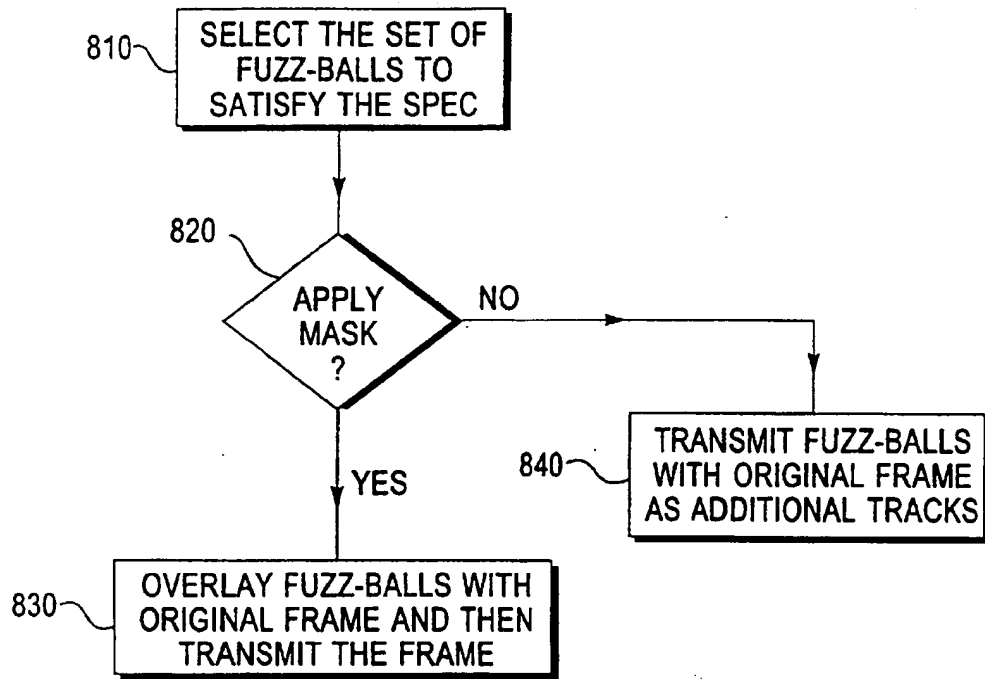 810
SELECT THE SET OF
FUZZ-BALLS TO
SATISFY THE SPEC
820
APPLY
MASK
?
NO
YES
840
TRANSMIT FUZZ-BALLS
WITH ORIGINAL FRAME
AS ADDITIONAL TRACKS
830
OVERLAY FUZZ-BALLS WITH
ORIGINAL FRAME AND THEN
TRANSMIT THE FRAME